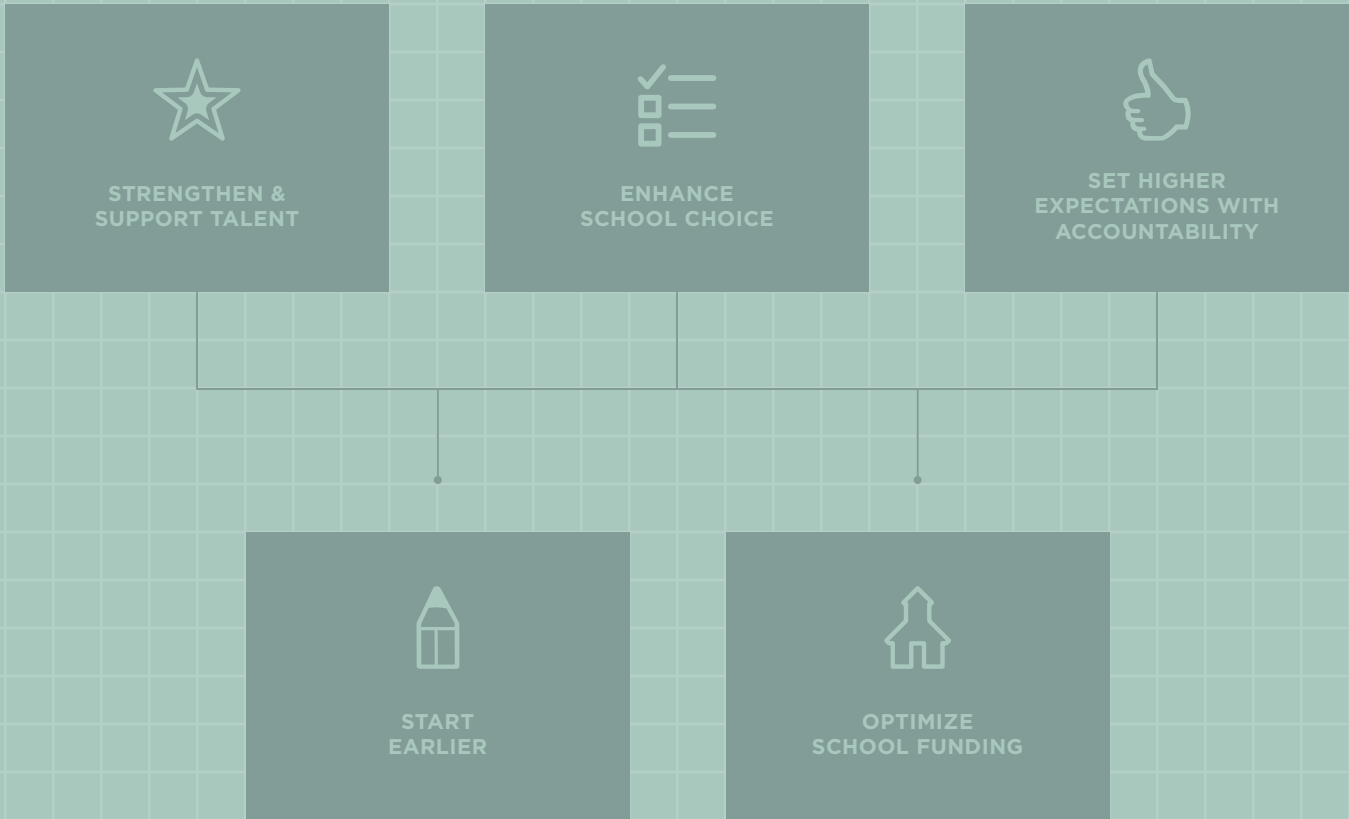 STRENGTHEN &
SUPPORT TALENT
ENHANCE
SCHOOL CHOICE
SET HIGHER
EXPECTATIONS WITH
ACCOUNTABILITY
START
EARLIER
OPTIMIZE
SCHOOL FUNDING